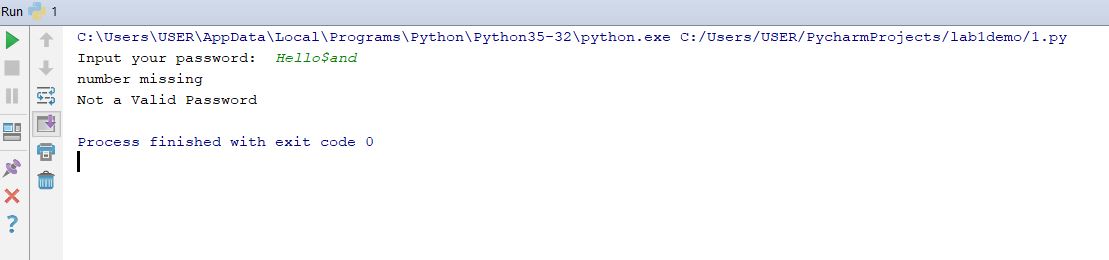 Run 1
C:\Users\USER\AppData\Local\Programs\Python\Python35-32\python.exe C:/Users/USER/PycharmProjects/lab1demo/1.py
Input your password:  Hello$and
number missing
Not a Valid Password
Process finished with exit code 0
?